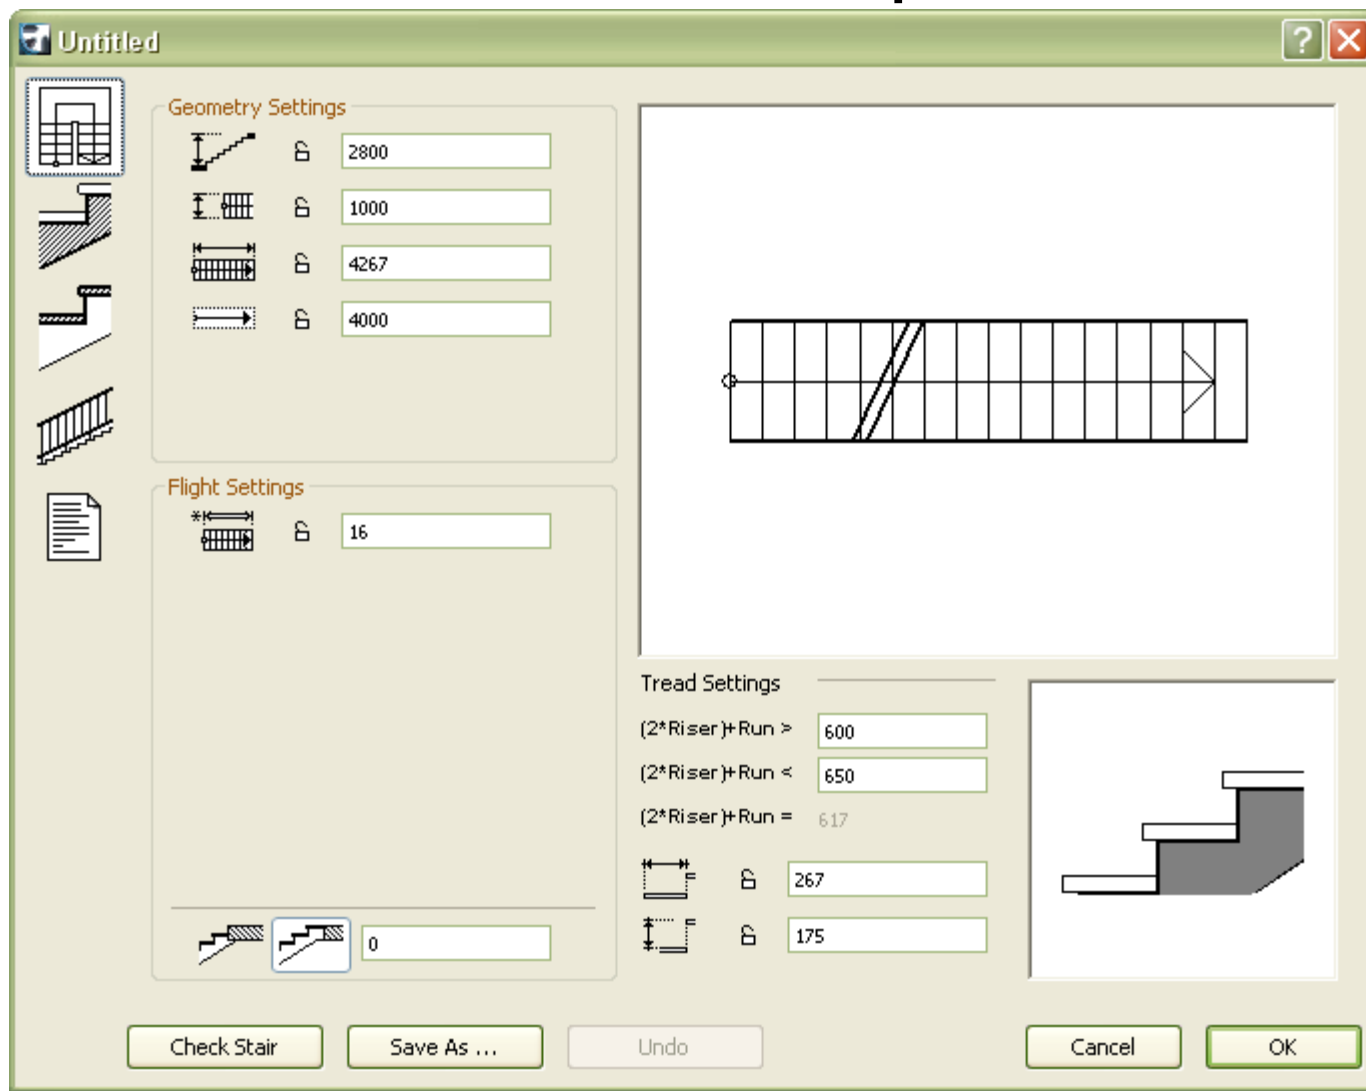 Untitled
Geometry Settings
2800
1000
4267
4000
Flight Settings
16
0
Tread Settings
(2*Riser)+Run > 600
(2*Riser)+Run < 650
(2*Riser)+Run = 617
267
175
Check Stair
Save As ...
Undo
Cancel
OK